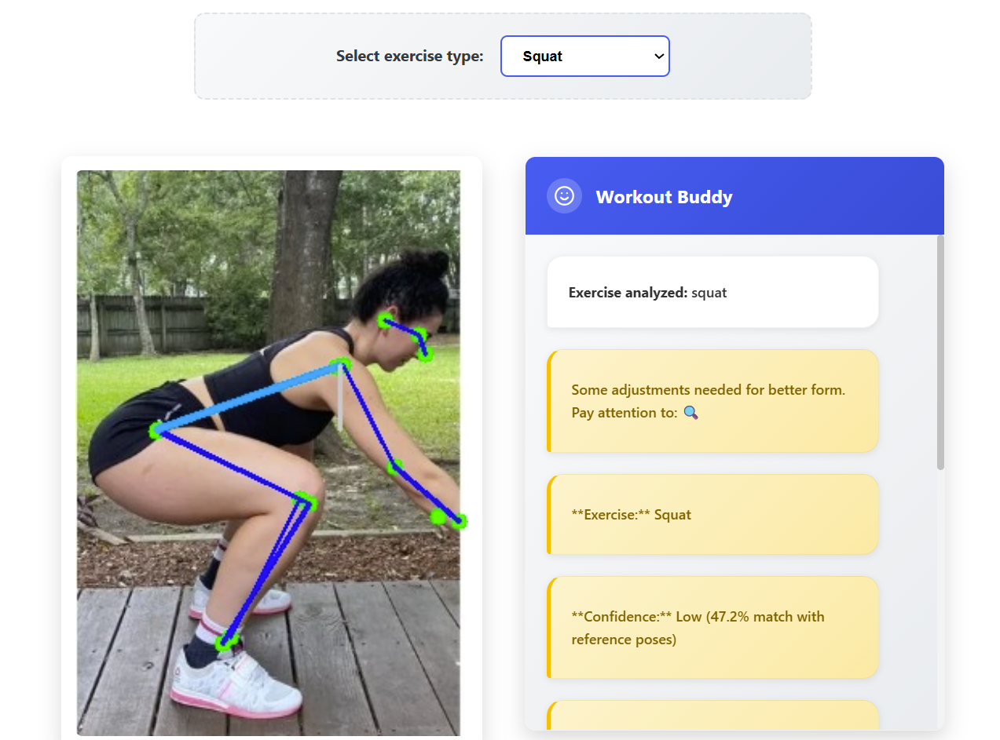 Select exercise type: Squat
Workout Buddy
Exercise analyzed: squat
Some adjustments needed for better form.
Pay attention to: 🔍
**Exercise:** Squat
**Confidence:** Low (47.2% match with
reference poses)